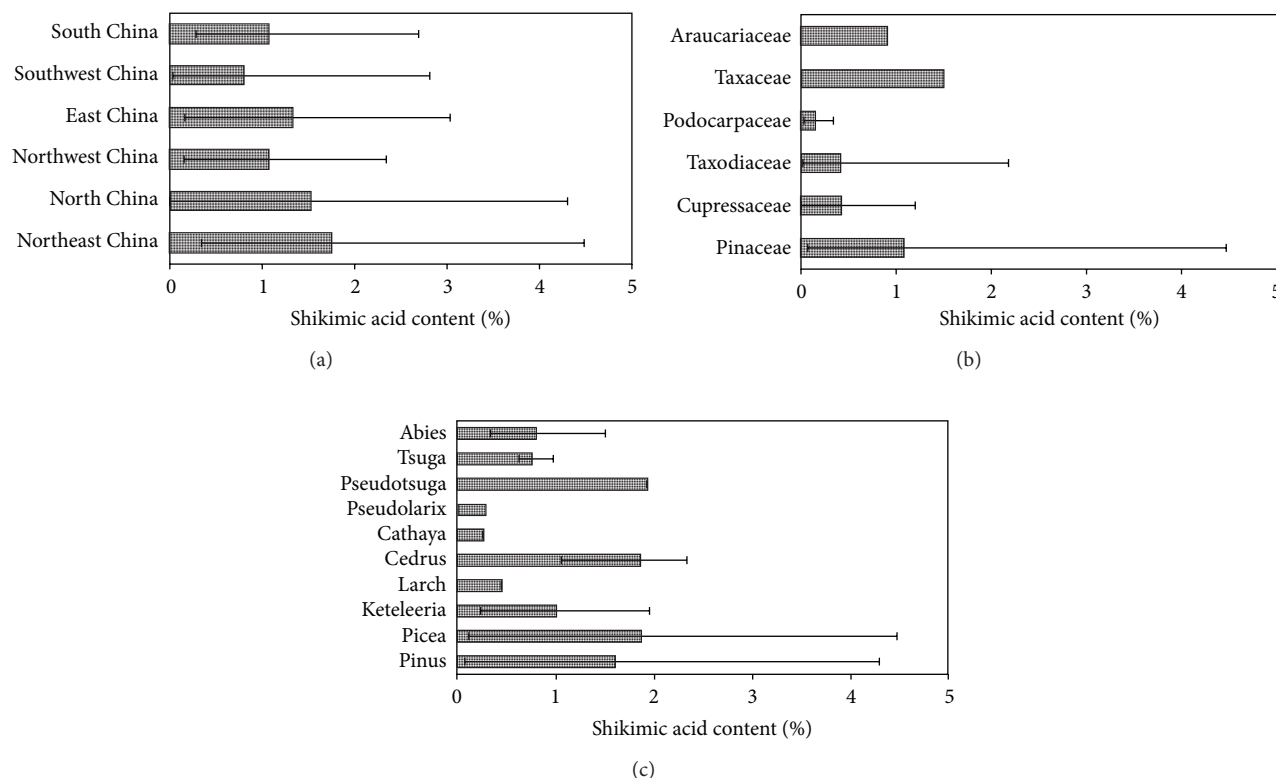 South China
Southwest China
East China
Northwest China
North China
Northeast China
0 1 2 3 4 5
Shikimic acid content (%)
(a)
Araucariaceae
Taxaceae
Podocarpaceae
Taxodiaceae
Cupressaceae
Pinaceae
0 1 2 3 4 5
Shikimic acid content (%)
(b)
Abies
Tsuga
Pseudotsuga
Pseudolarix
Cathaya
Cedrus
Larch
Keteleeria
Picea
Pinus
0 1 2 3 4 5
Shikimic acid content (%)
(c)